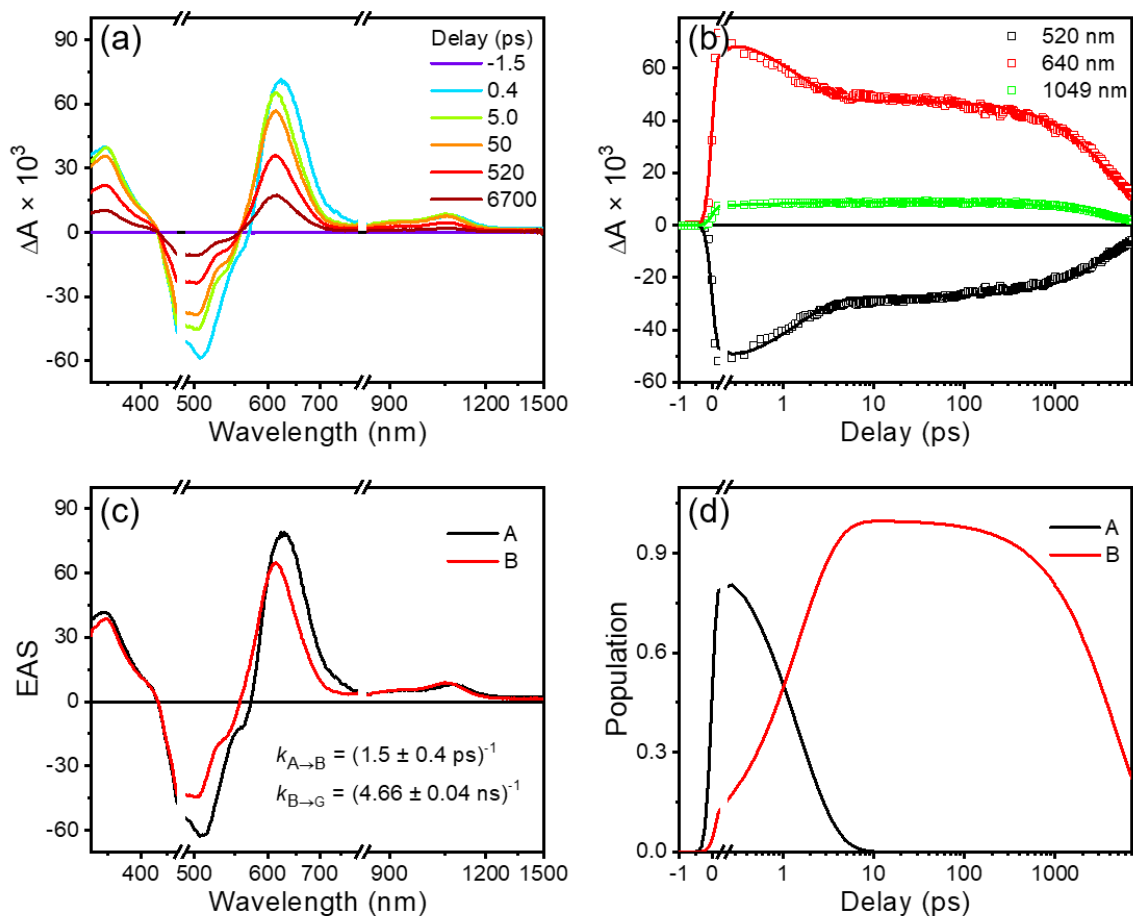 (a)
Delay (ps)
-1.5
0.4
5.0
50
520
6700
90
60
30
0
-30
-60
ΔA × 10³
400 500 600 700 900 1200 1500
Wavelength (nm)
(b)
520 nm
640 nm
1049 nm
60
40
20
0
-20
-40
-60
ΔA × 10³
-1 0 1 10 100 1000
Delay (ps)
(c)
A
B
90
60
30
0
-30
-60
EAS
k_A→B = (1.5 ± 0.4 ps)⁻¹
k_B→G = (4.66 ± 0.04 ns)⁻¹
400 500 600 700 900 1200 1500
Wavelength (nm)
(d)
A
B
0.9
0.6
0.3
0.0
Population
-1 0 1 10 100 1000
Delay (ps)